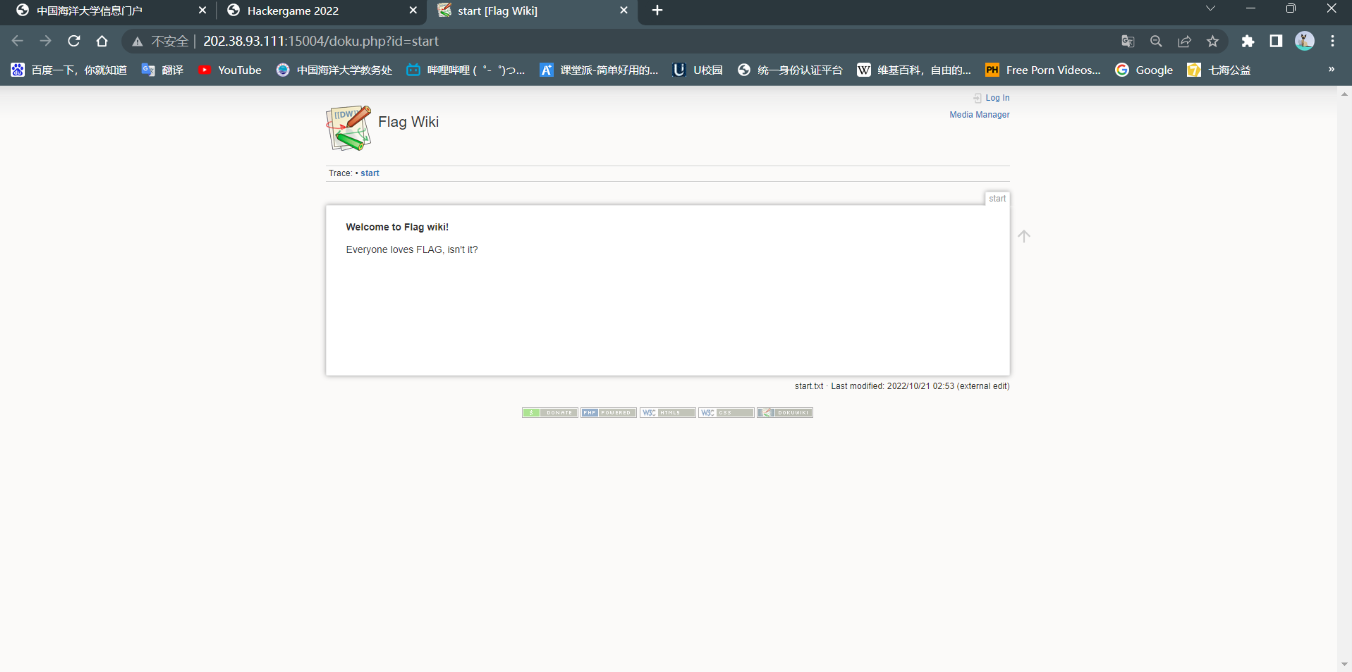 中国海洋大学信息门户
Hackergame 2022
start [Flag Wiki]
不安全 | 202.38.93.111:15004/doku.php?id=start
百度一下，你就知道 翻译 YouTube 中国海洋大学教务处 哔哩哔哩 ( ゜- ゜)つ... 课堂派-简单好用的... U校园 统一身份认证平台 维基百科，自由的... Free Porn Videos... Google 七海公益 »
Log In
[[DW]]
Flag Wiki
Media Manager
Trace: • start
start
Welcome to Flag wiki!
Everyone loves FLAG, isn't it?
start.txt · Last modified: 2022/10/21 02:53 (external edit)
$ DONATE PHP POWERED W3C HTML5 W3C CSS DOKUWIKI